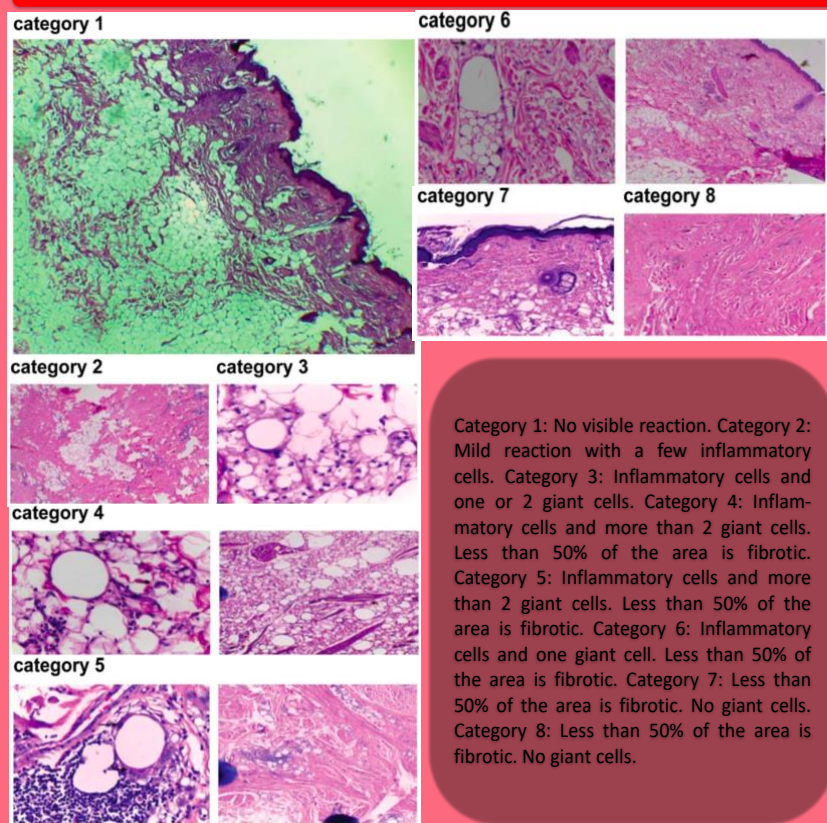 category 1
category 6
category 7
category 8
category 2
category 3
category 4
category 5
Category 1: No visible reaction. Category 2:
Mild reaction with a few inflammatory
cells. Category 3: Inflammatory cells and
one or 2 giant cells. Category 4: Inflam-
matory cells and more than 2 giant cells.
Less than 50% of the area is fibrotic.
Category 5: Inflammatory cells and more
than 2 giant cells. Less than 50% of the
area is fibrotic. Category 6: Inflammatory
cells and one giant cell. Less than 50% of
the area is fibrotic. Category 7: Less than
50% of the area is fibrotic. No giant cells.
Category 8: Less than 50% of the area is
fibrotic. No giant cells.